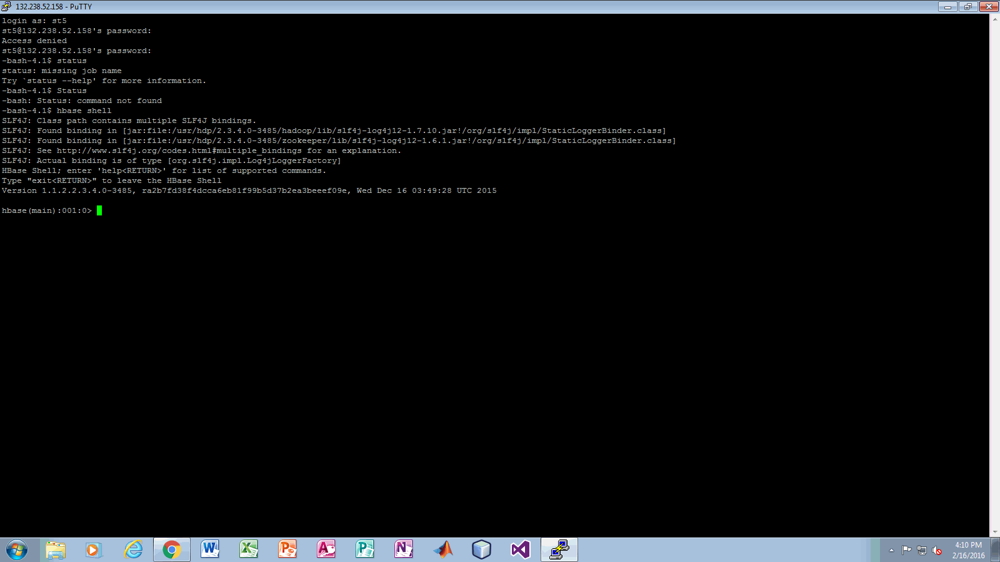 132.238.52.158 - PuTTY
login as: st5
st5@132.238.52.158's password:
Access denied
st5@132.238.52.158's password:
-bash-4.1$ status
status: missing job name
Try `status --help' for more information.
-bash-4.1$ Status
-bash: Status: command not found
-bash-4.1$ hbase shell
SLF4J: Class path contains multiple SLF4J bindings.
SLF4J: Found binding in [jar:file:/usr/hdp/2.3.4.0-3485/hadoop/lib/slf4j-log4j12-1.7.10.jar!/org/slf4j/impl/StaticLoggerBinder.class]
SLF4J: Found binding in [jar:file:/usr/hdp/2.3.4.0-3485/zookeeper/lib/slf4j-log4j12-1.6.1.jar!/org/slf4j/impl/StaticLoggerBinder.class]
SLF4J: See http://www.slf4j.org/codes.html#multiple_bindings for an explanation.
SLF4J: Actual binding is of type [org.slf4j.impl.Log4jLoggerFactory]
HBase Shell; enter 'help<RETURN>' for list of supported commands.
Type "exit<RETURN>" to leave the HBase Shell
Version 1.1.2.2.3.4.0-3485, ra2b7fd38f4dcca6eb81f99b5d37b2ea3beeef09e, Wed Dec 16 03:49:28 UTC 2015
hbase(main):001:0>
4:10 PM
2/16/2016